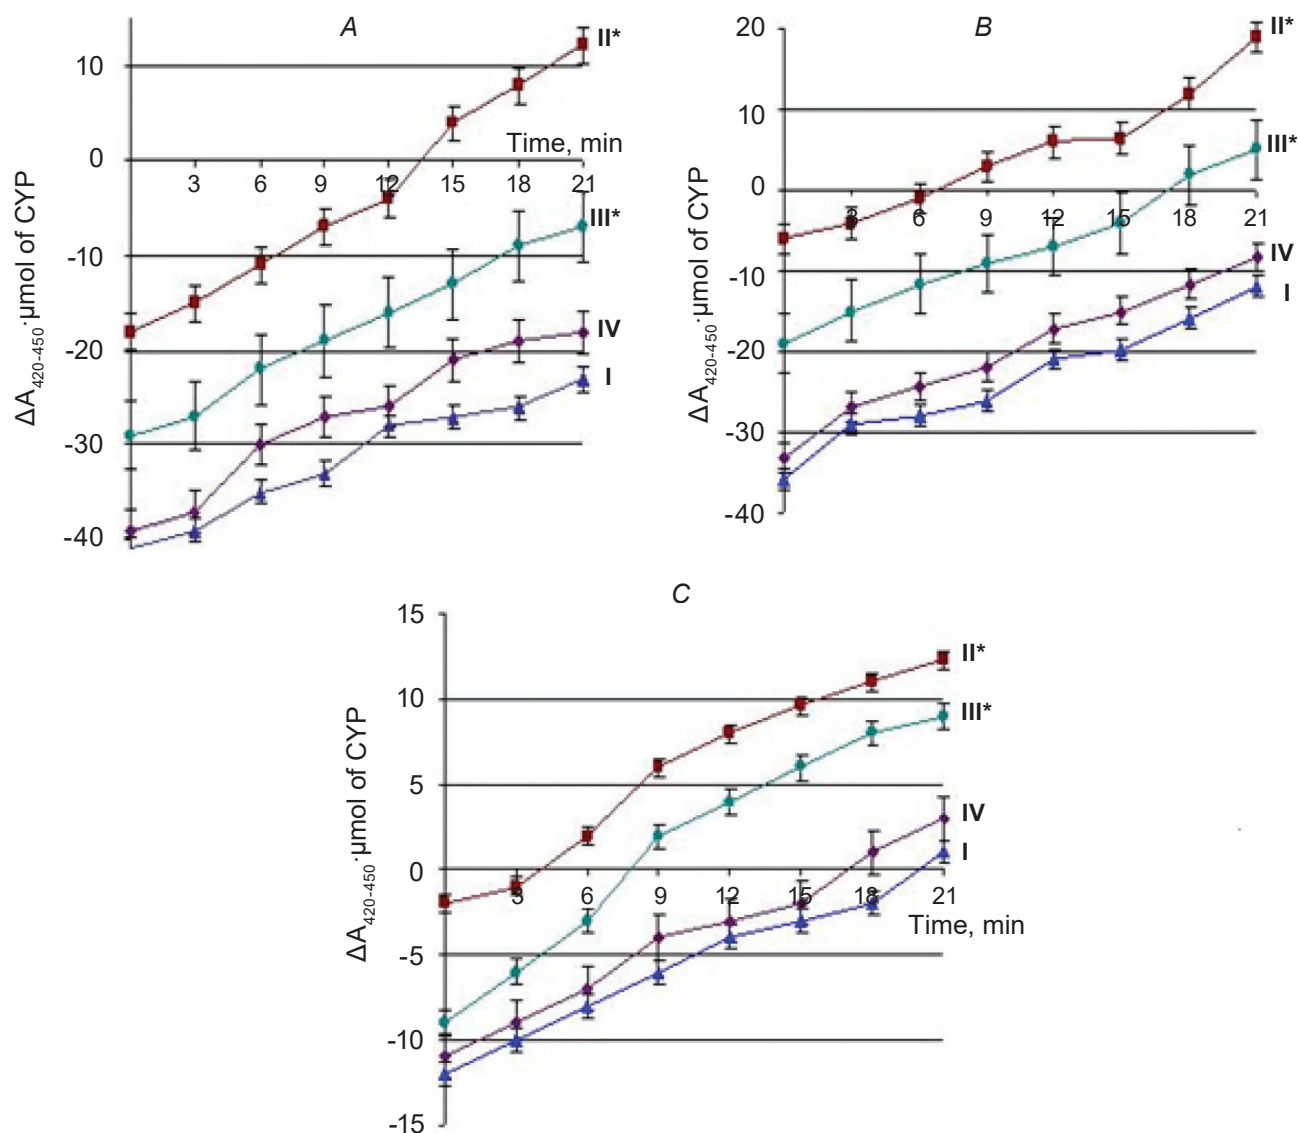 A
10
0
-10
-20
-30
-40
ΔA420-450·μmol of CYP
Time, min
3 6 9 12 15 18 21
II*
III*
IV
I
B
20
10
0
-10
-20
-30
-40
ΔA420-450·μmol of CYP
3 6 9 12 15 18 21
II*
III*
IV
I
C
15
10
5
0
-5
-10
-15
ΔA420-450·μmol of CYP
3 6 9 12 15 18 21
Time, min
II*
III*
IV
I